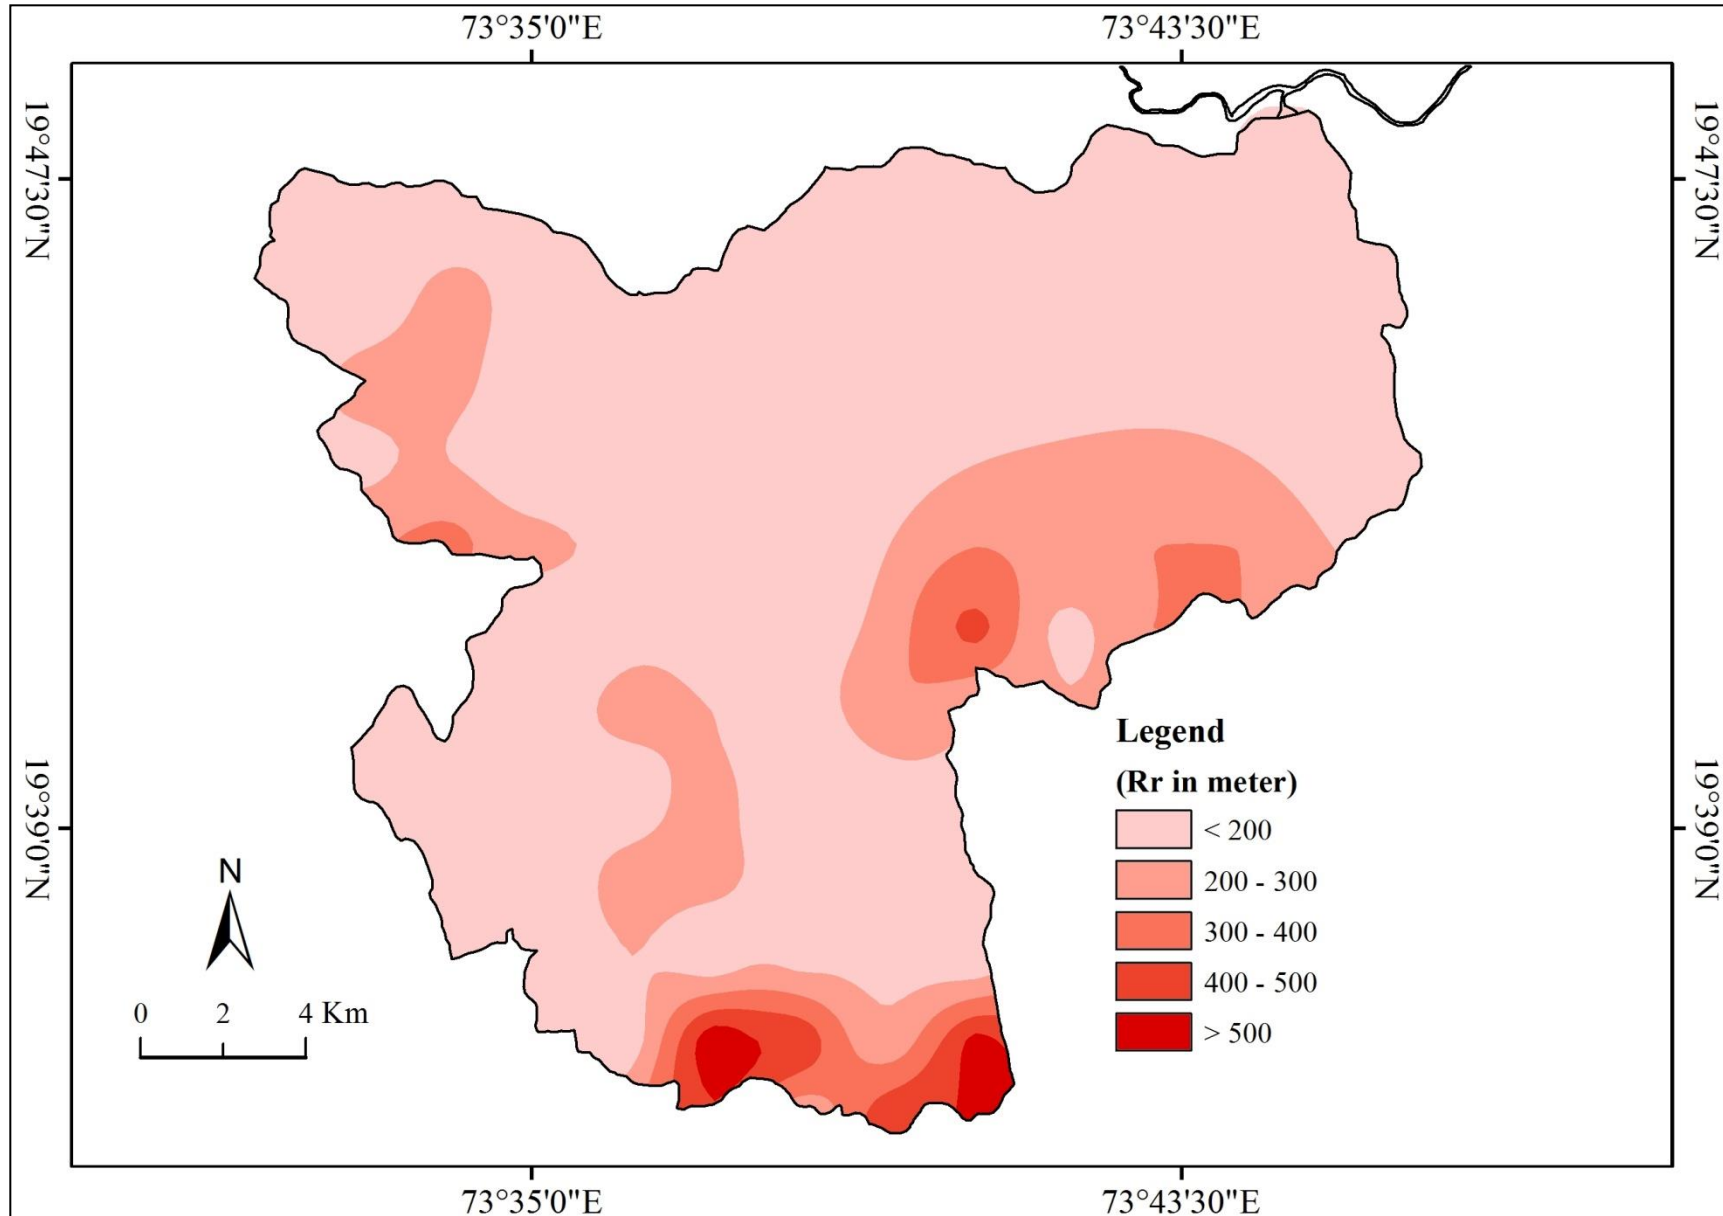 73°35'0"E 73°43'30"E
19°47'30"N 19°47'30"N
Legend
(Rr in meter)
< 200
200 - 300
300 - 400
400 - 500
> 500
19°39'0"N 19°39'0"N
N
0 2 4 Km
73°35'0"E 73°43'30"E